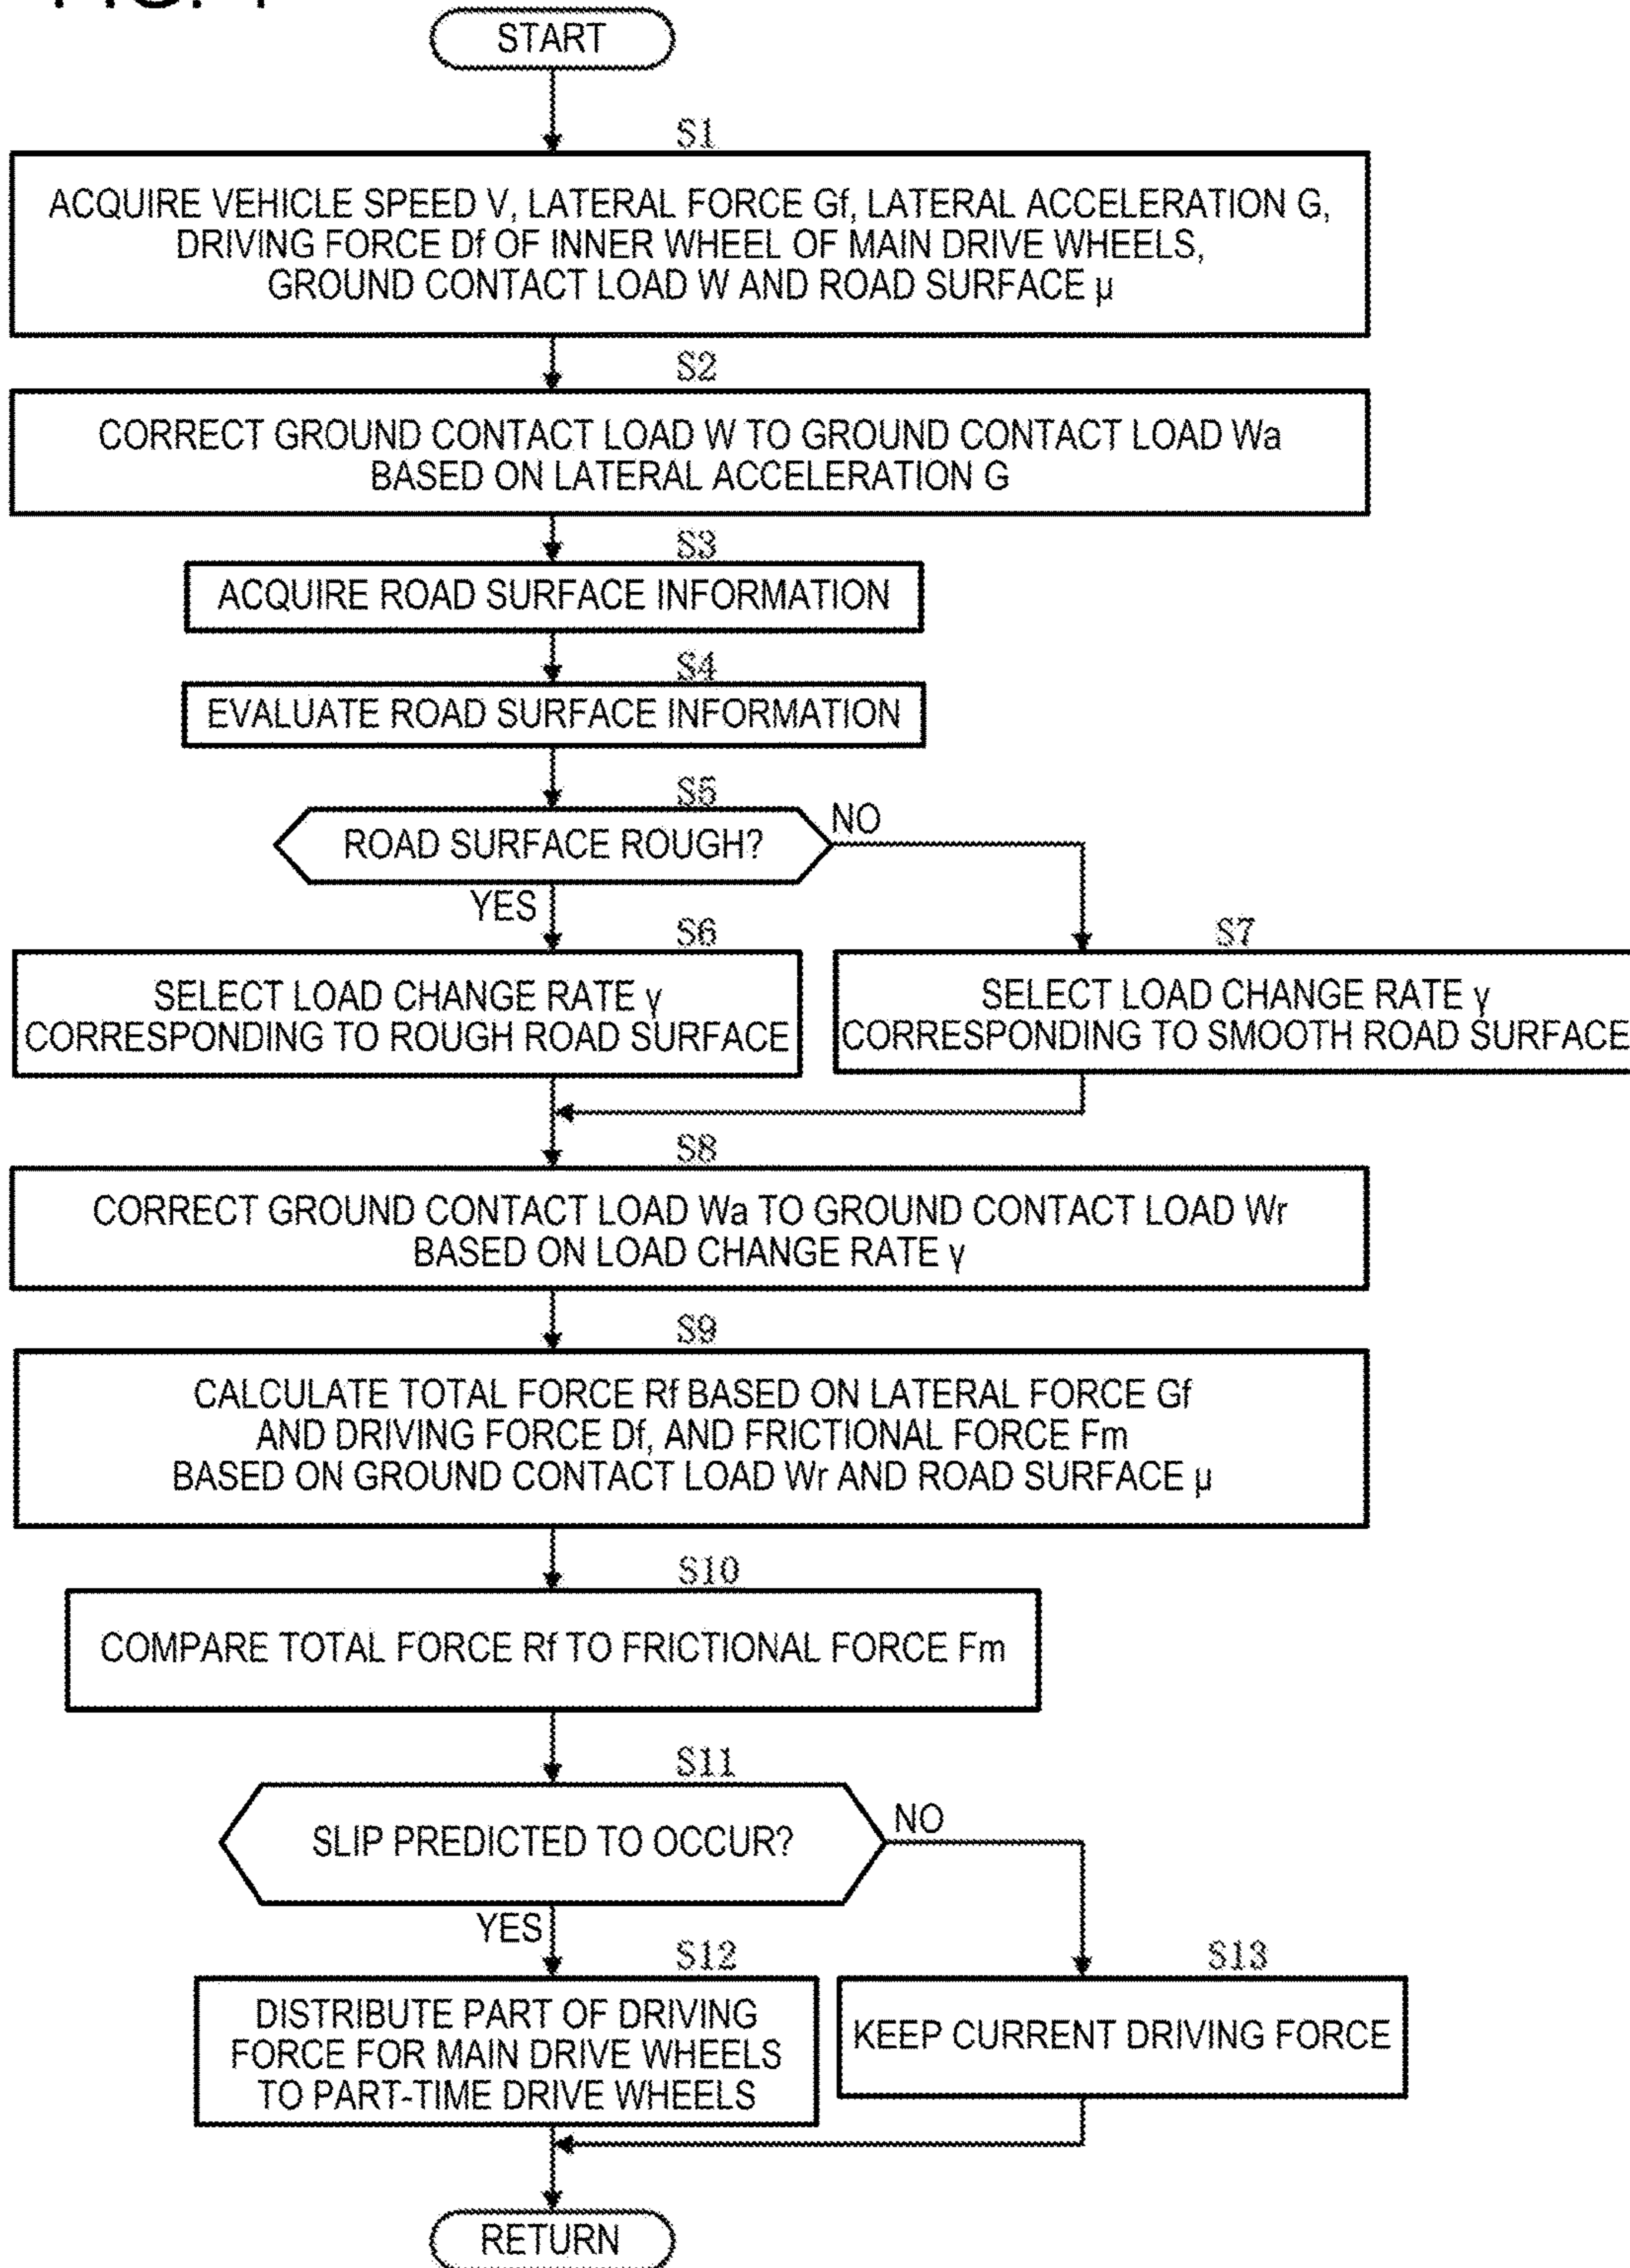 START
S1
ACQUIRE VEHICLE SPEED V, LATERAL FORCE Gf, LATERAL ACCELERATION G,
DRIVING FORCE Df OF INNER WHEEL OF MAIN DRIVE WHEELS,
GROUND CONTACT LOAD W AND ROAD SURFACE μ
S2
CORRECT GROUND CONTACT LOAD W TO GROUND CONTACT LOAD Wa
BASED ON LATERAL ACCELERATION G
S3
ACQUIRE ROAD SURFACE INFORMATION
S4
EVALUATE ROAD SURFACE INFORMATION
S5
ROAD SURFACE ROUGH?
NO
YES
S6
SELECT LOAD CHANGE RATE γ
CORRESPONDING TO ROUGH ROAD SURFACE
S7
SELECT LOAD CHANGE RATE γ
CORRESPONDING TO SMOOTH ROAD SURFACE
S8
CORRECT GROUND CONTACT LOAD Wa TO GROUND CONTACT LOAD Wr
BASED ON LOAD CHANGE RATE γ
S9
CALCULATE TOTAL FORCE Rf BASED ON LATERAL FORCE Gf
AND DRIVING FORCE Df, AND FRICTIONAL FORCE Fm
BASED ON GROUND CONTACT LOAD Wr AND ROAD SURFACE μ
S10
COMPARE TOTAL FORCE Rf TO FRICTIONAL FORCE Fm
S11
SLIP PREDICTED TO OCCUR?
NO
YES
S12
DISTRIBUTE PART OF DRIVING
FORCE FOR MAIN DRIVE WHEELS
TO PART-TIME DRIVE WHEELS
S13
KEEP CURRENT DRIVING FORCE
RETURN